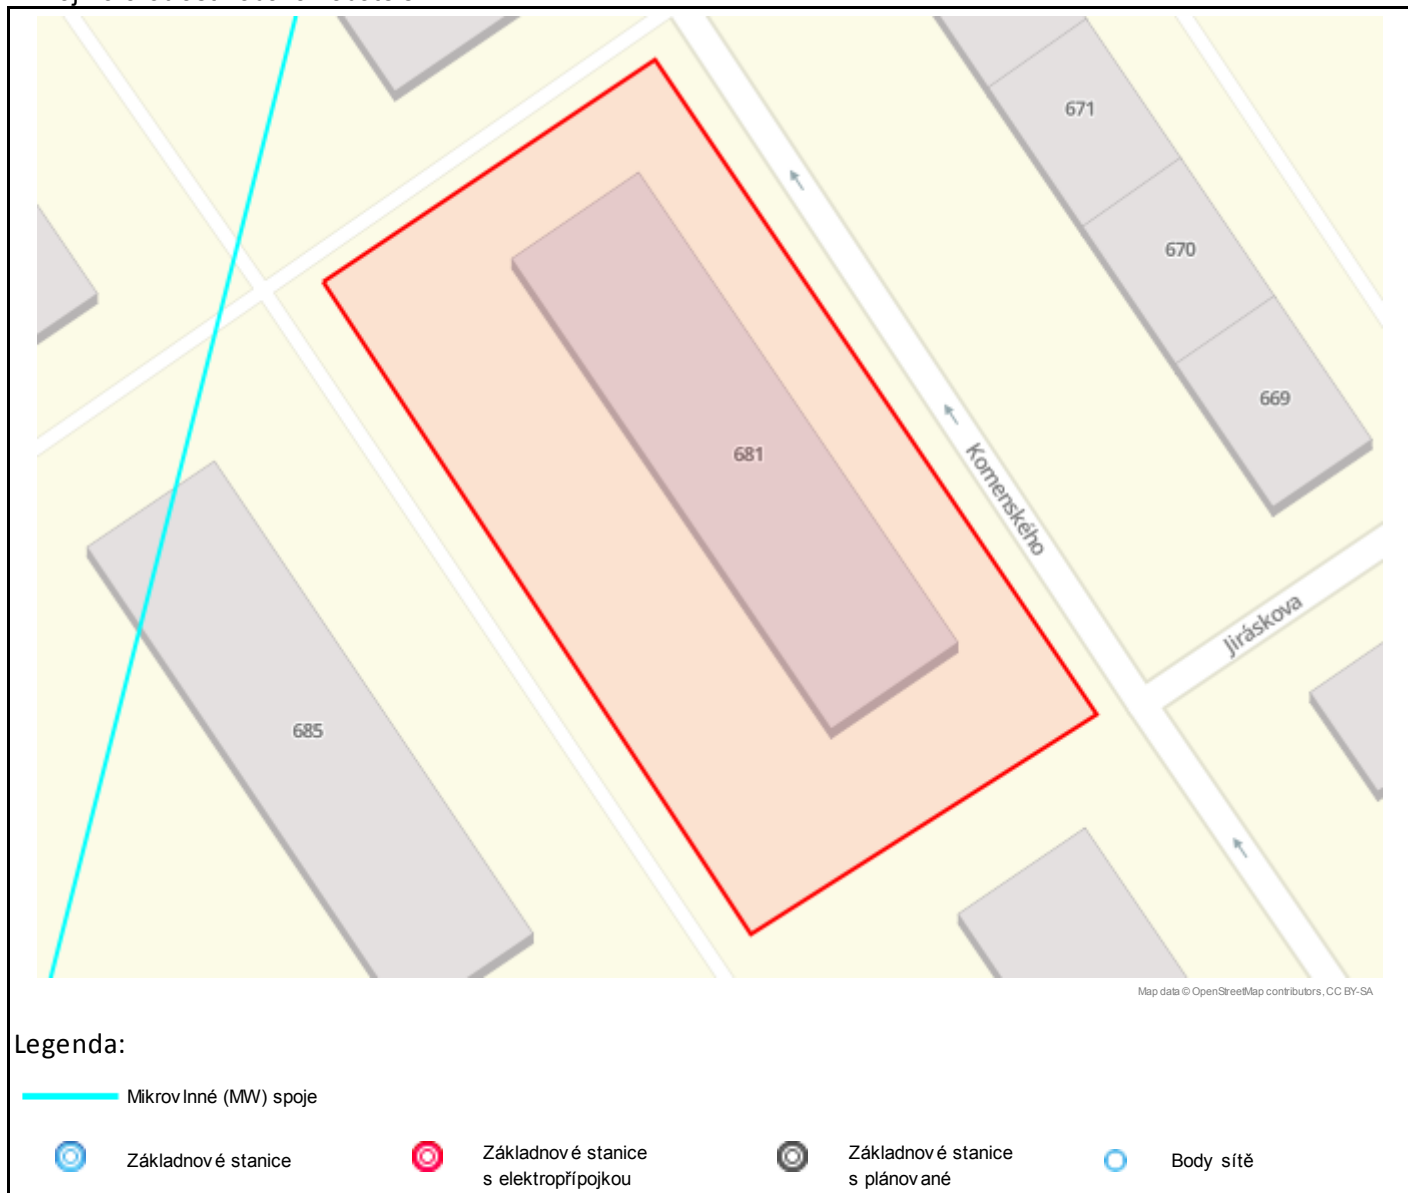 671
670
669
681
Komenského
Jiráskova
685
Map data © OpenStreetMap contributors, CC BY-SA
Legenda:
Mikrovlnné (MW) spoje
Základnové stanice
Základnové stanice
s elektropřípojkou
Základnové stanice
s plánované
Body sítě